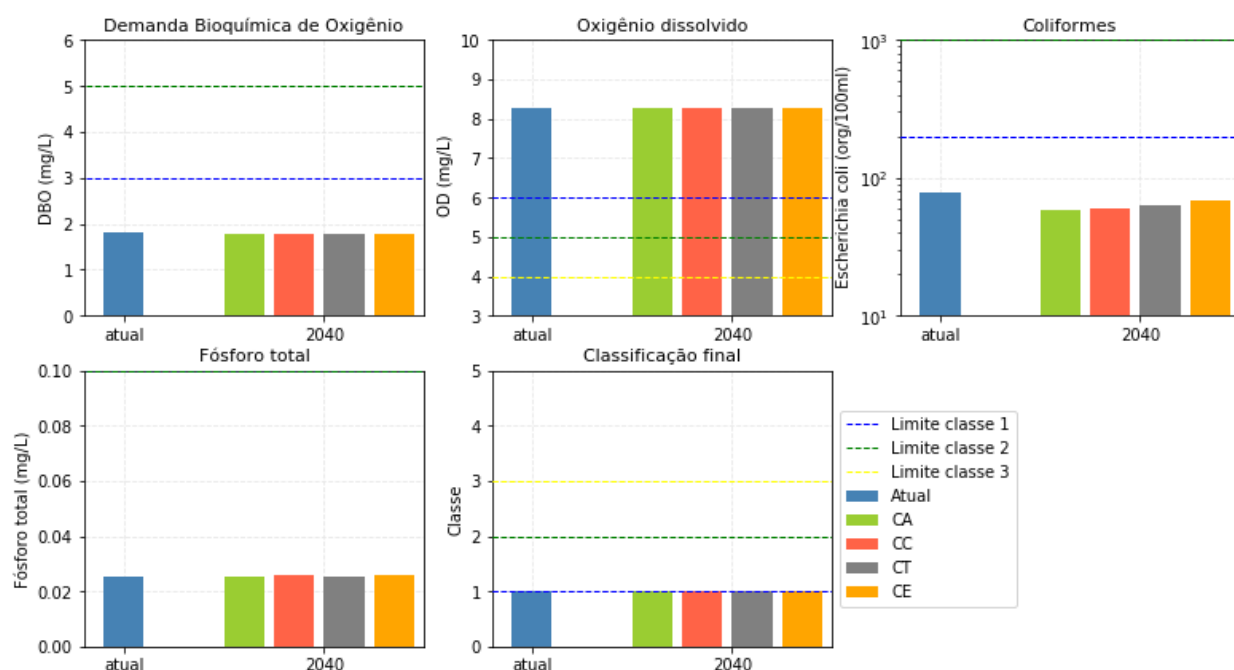 Demanda Bioquímica de Oxigênio
DBO (mg/L)
6
5
4
3
2
1
0
atual
2040
Oxigênio dissolvido
OD (mg/L)
10
9
8
7
6
5
4
3
atual
2040
Coliformes
Escherichia coli (org/100ml)
10³
10²
10¹
atual
2040
Fósforo total
Fósforo total (mg/L)
0.10
0.08
0.06
0.04
0.02
0.00
atual
2040
Classificação final
Classe
5
4
3
2
1
0
atual
2040
Limite classe 1
Limite classe 2
Limite classe 3
Atual
CA
CC
CT
CE